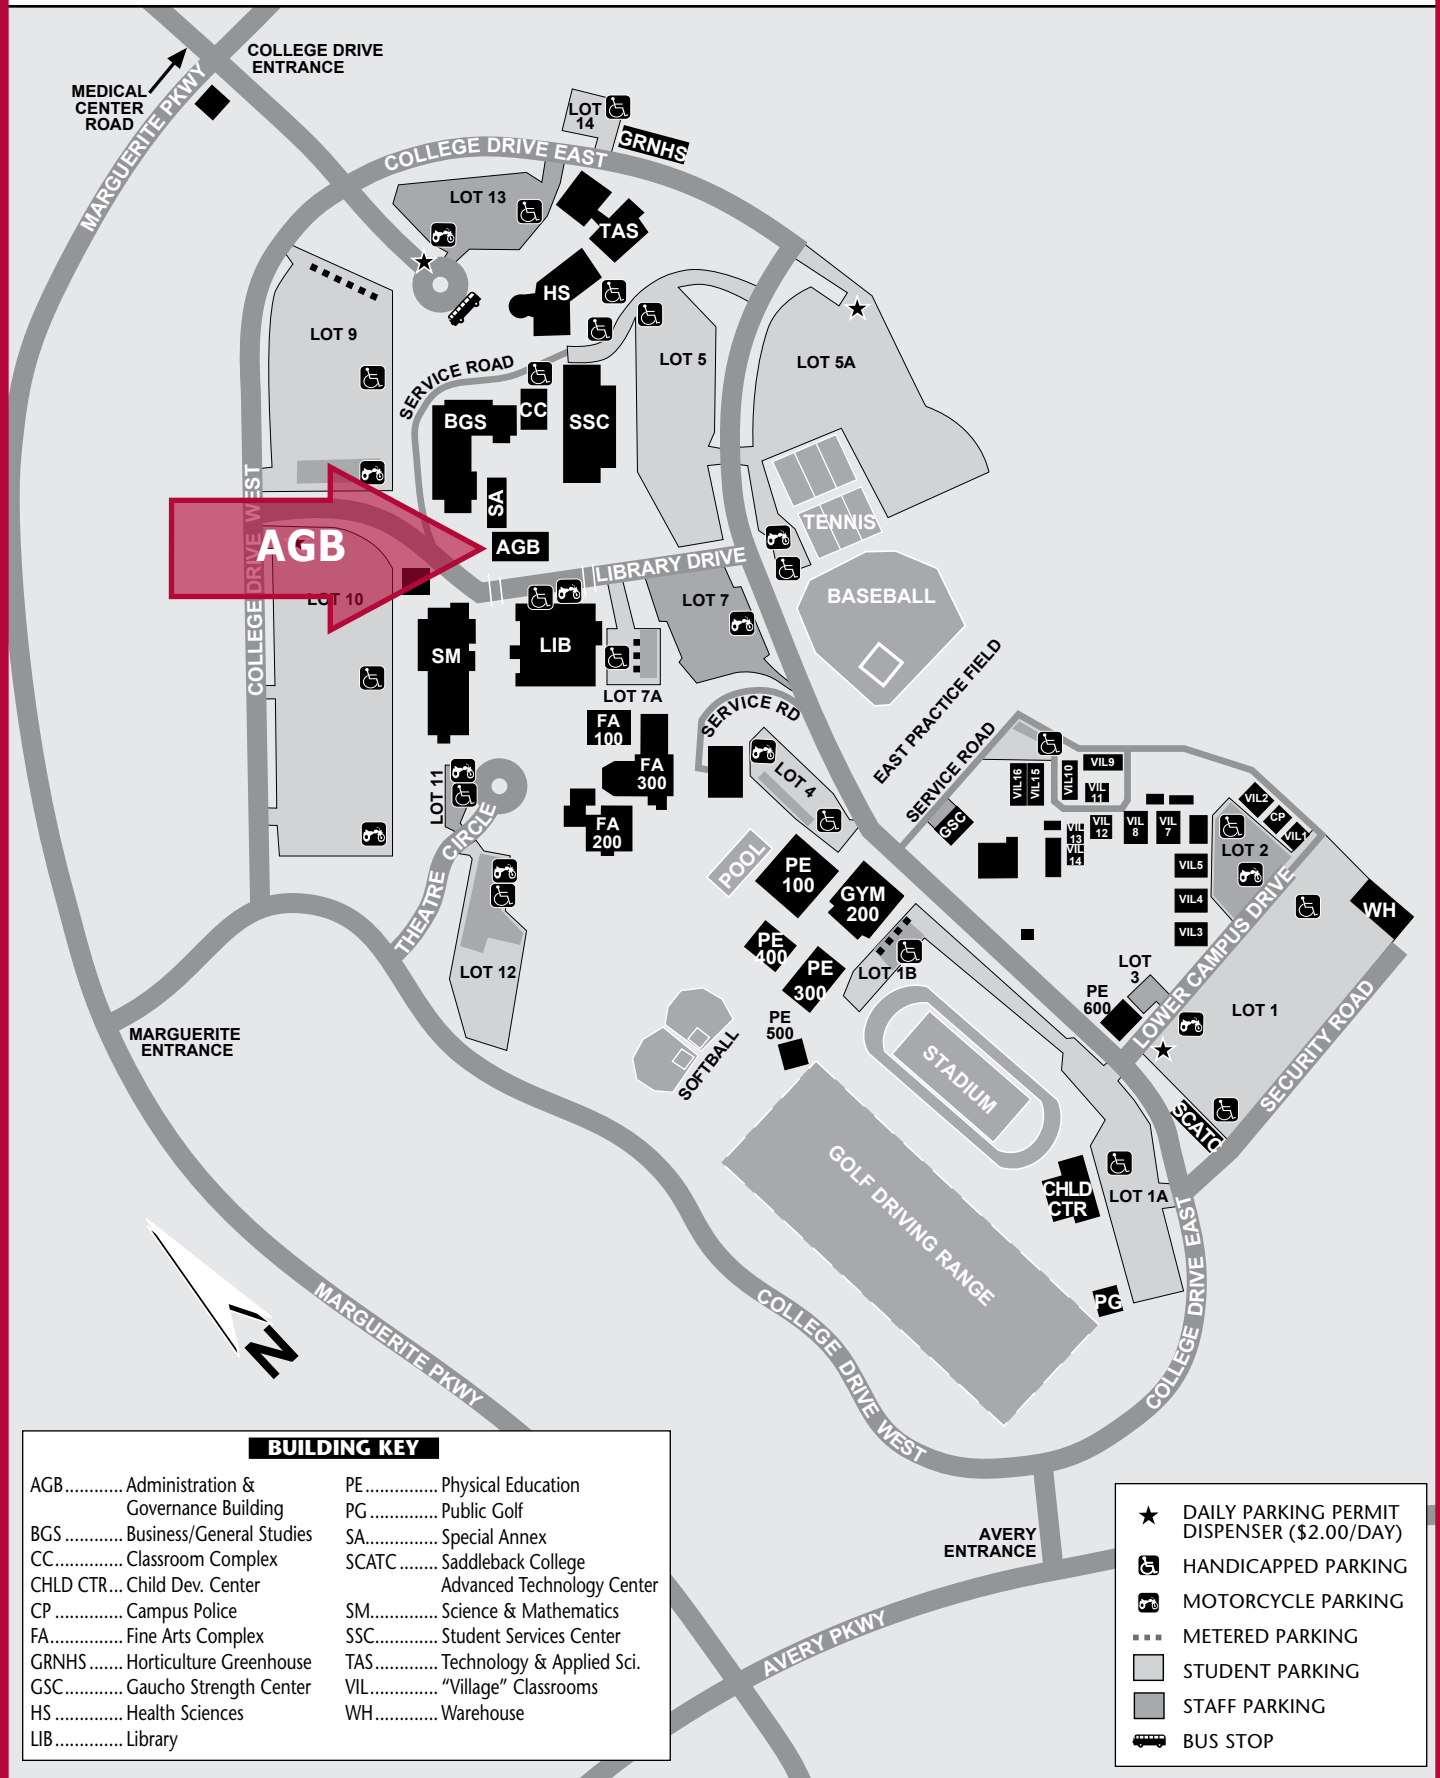 COLLEGE DRIVE
ENTRANCE
MEDICAL
CENTER
ROAD
MARGUERITE PKWY
LOT
14
GRNHS
COLLEGE DRIVE EAST
LOT 13
TAS
HS
LOT 9
LOT 5
LOT 5A
SERVICE ROAD
CC
BGS
SSC
SA
COLLEGE DRIVE WEST
AGB
AGB
TENNIS
LIBRARY DRIVE
LOT 10
LOT 7
BASEBALL
SM
LIB
LOT 7A
EAST PRACTICE FIELD
SERVICE RD
FA
100
FA
300
FA
200
LOT 4
SERVICE ROAD
GSC
VIL16
VIL15
VIL10
VIL9
VIL
11
VIL
13
VIL
14
VIL
12
VIL
8
VIL
7
VIL2
CP
VIL1
LOT 2
VIL5
VIL4
VIL3
WH
LOT 11
THEATRE CIRCLE
POOL
PE
100
GYM
200
PE
400
PE
300
LOT 1B
LOT 12
LOT
3
PE
600
LOWER CAMPUS DRIVE
LOT 1
SECURITY ROAD
MARGUERITE
ENTRANCE
PE
500
SOFTBALL
STADIUM
SCATC
GOLF DRIVING RANGE
CHLD
CTR
LOT 1A
PG
COLLEGE DRIVE EAST
N
MARGUERITE PKWY
COLLEGE DRIVE WEST
AVERY
ENTRANCE
AVERY PKWY
BUILDING KEY
AGB............ Administration &
Governance Building
BGS ............ Business/General Studies
CC.............. Classroom Complex
CHLD CTR... Child Dev. Center
CP .............. Campus Police
FA............... Fine Arts Complex
GRNHS ....... Horticulture Greenhouse
GSC............ Gaucho Strength Center
HS .............. Health Sciences
LIB.............. Library
PE............... Physical Education
PG .............. Public Golf
SA............... Special Annex
SCATC ........ Saddleback College
Advanced Technology Center
SM.............. Science & Mathematics
SSC............. Student Services Center
TAS............. Technology & Applied Sci.
VIL.............. “Village” Classrooms
WH............. Warehouse
DAILY PARKING PERMIT
DISPENSER ($2.00/DAY)
HANDICAPPED PARKING
MOTORCYCLE PARKING
METERED PARKING
STUDENT PARKING
STAFF PARKING
BUS STOP